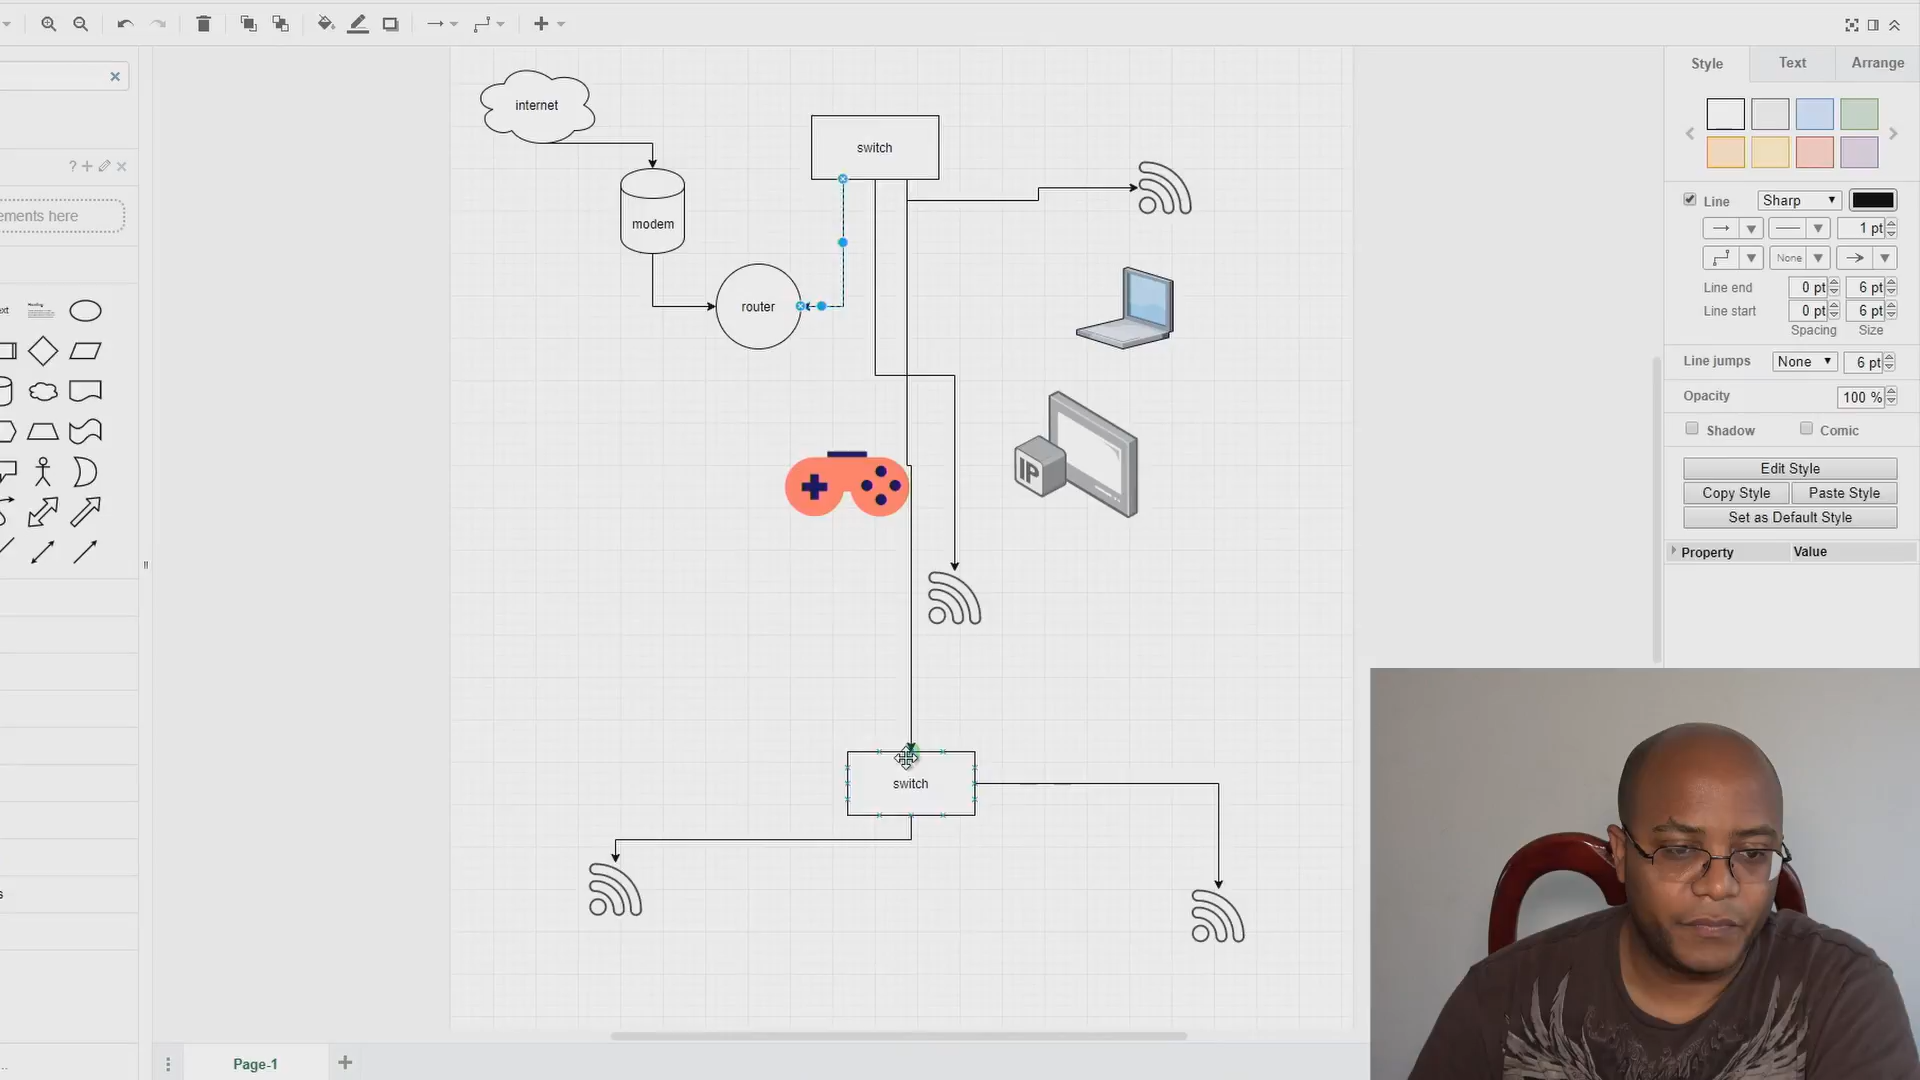 Style
Text
Arrange
internet
switch
ements here
modem
router
IP
switch
Line
Sharp
1 pt
None
Line end
0 pt
6 pt
Line start
0 pt
6 pt
Spacing
Size
Line jumps
None
6 pt
Opacity
100 %
Shadow
Comic
Edit Style
Copy Style
Paste Style
Set as Default Style
Property
Value
Page-1